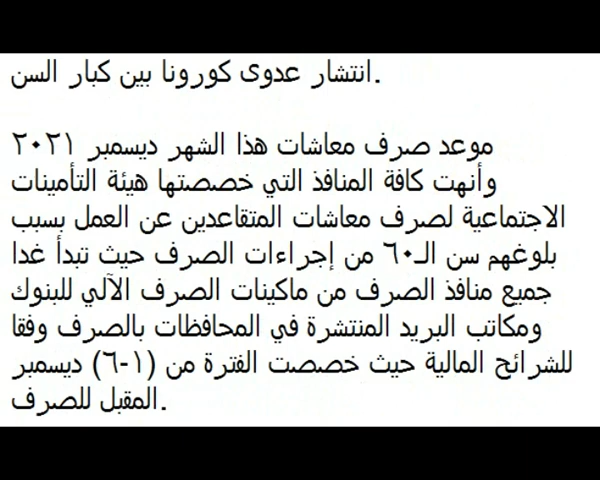 انتشار عدوى كورونا بين كبار السن.
موعد صرف معاشات هذا الشهر ديسمبر ٢٠٢١
وأنهت كافة المنافذ التي خصصتها هيئة التأمينات
الاجتماعية لصرف معاشات المتقاعدين عن العمل بسبب
بلوغهم سن الـ٦٠ من إجراءات الصرف حيث تبدأ غدا
جميع منافذ الصرف من ماكينات الصرف الآلي للبنوك
ومكاتب البريد المنتشرة في المحافظات بالصرف وفقا
للشرائح المالية حيث خصصت الفترة من (١-٦) ديسمبر
المقبل للصرف.